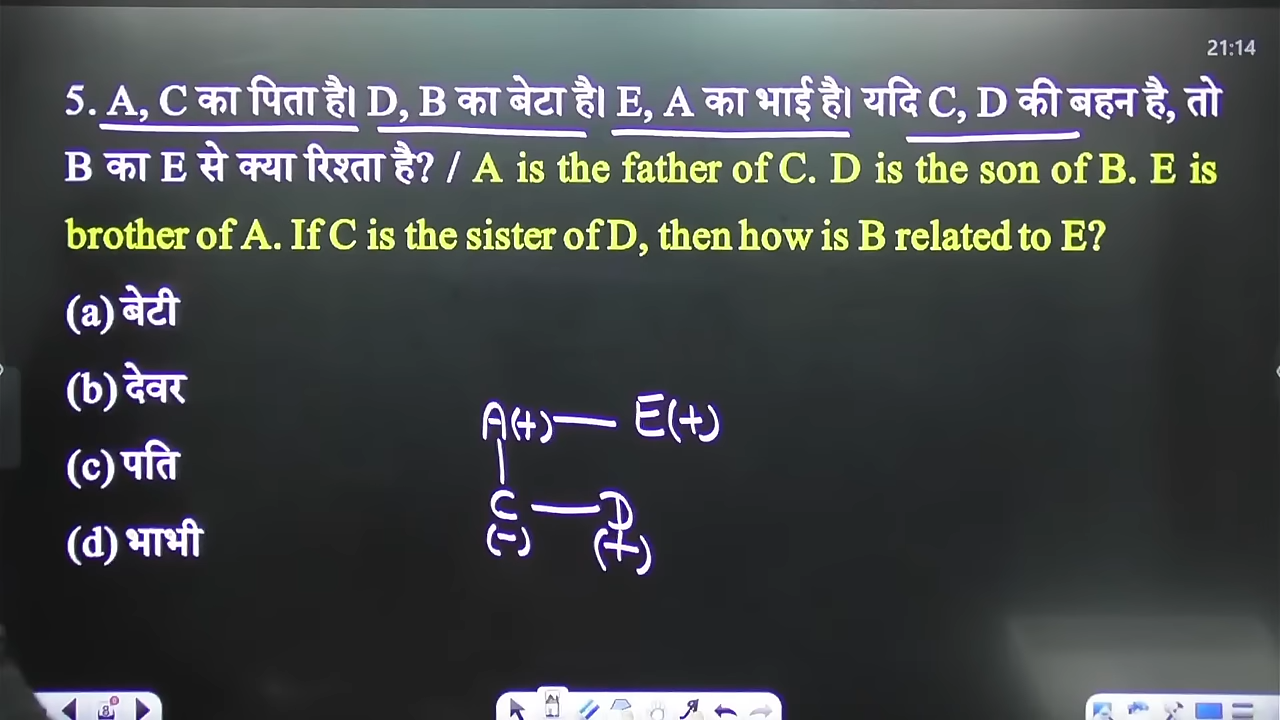 21:14
5. A, C का पिता है। D, B का बेटा है। E, A का भाई है। यदि C, D की बहन है, तो
B का E से क्या रिश्ता है? / A is the father of C. D is the son of B. E is
brother of A. If C is the sister of D, then how is B related to E?
(a) बेटी
(b) देवर
(c) पति
(d) भाभी
A(+) — E(+)
C — D
(-) (+)